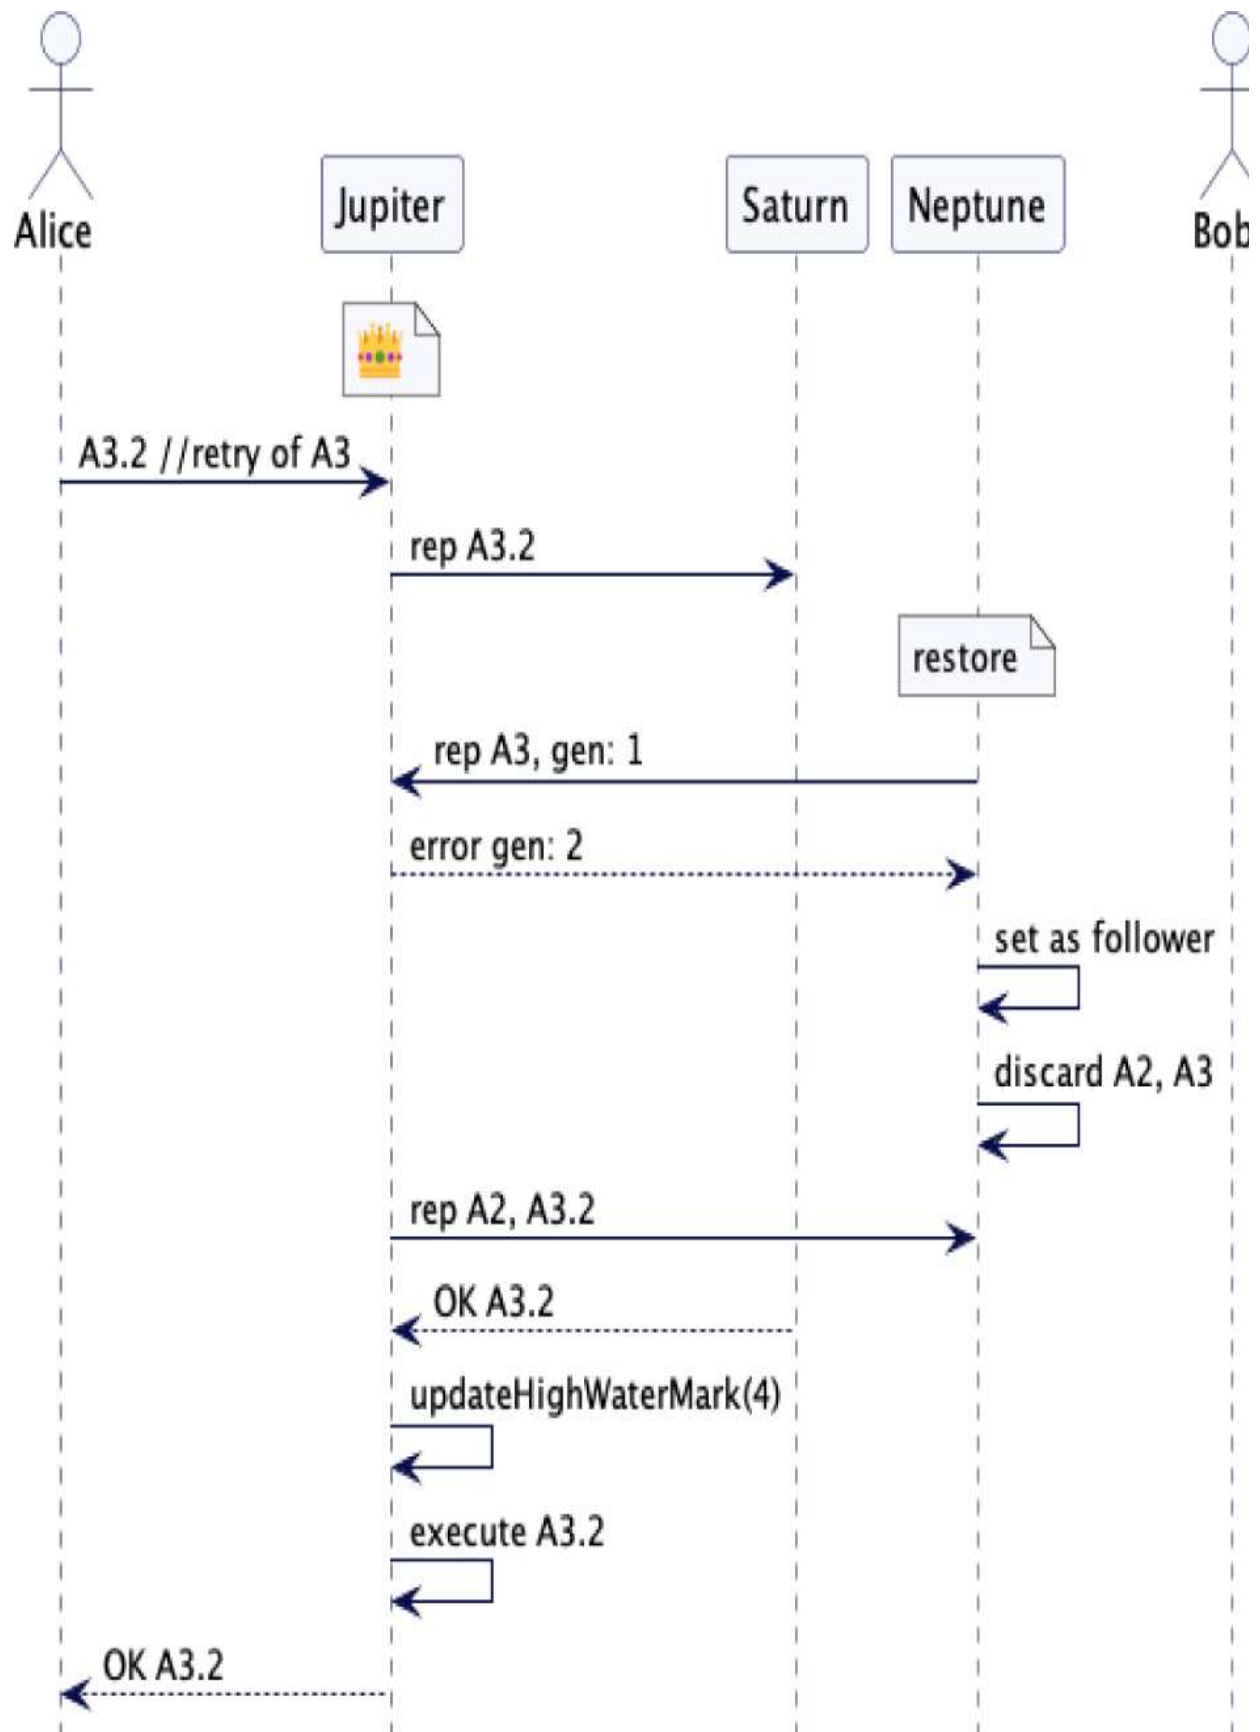 Alice
Jupiter
Saturn
Neptune
Bob
A3.2 //retry of A3
rep A3.2
restore
rep A3, gen: 1
error gen: 2
set as follower
discard A2, A3
rep A2, A3.2
OK A3.2
updateHighWaterMark(4)
execute A3.2
OK A3.2